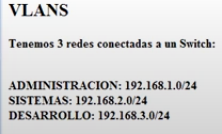 VLANS
Tenemos 3 redes conectadas a un Switch:
ADMINISTRACION: 192.168.1.0/24
SISTEMAS: 192.168.2.0/24
DESARROLLO: 192.168.3.0/24